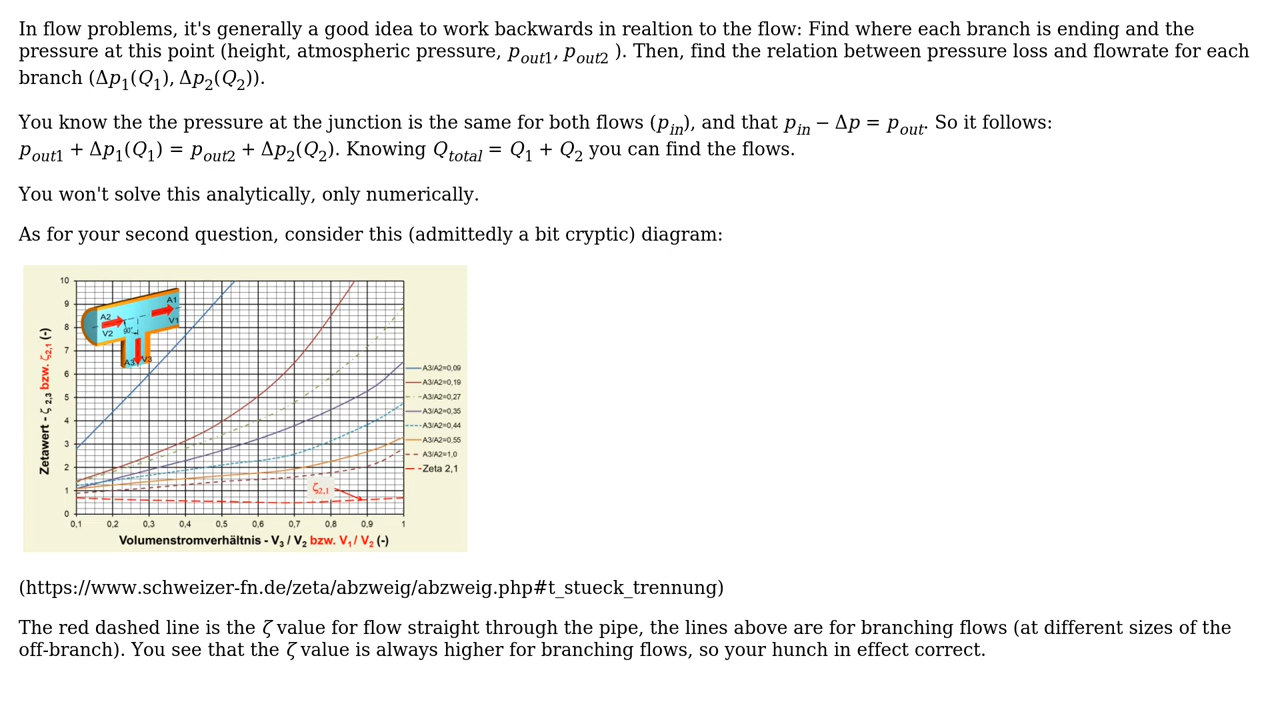 In flow problems, it's generally a good idea to work backwards in realtion to the flow: Find where each branch is ending and the
pressure at this point (height, atmospheric pressure, p_out1, p_out2 ). Then, find the relation between pressure loss and flowrate for each
branch (Δp₁(Q₁), Δp₂(Q₂)).
You know the the pressure at the junction is the same for both flows (p_in), and that p_in − Δp = p_out. So it follows:
p_out1 + Δp₁(Q₁) = p_out2 + Δp₂(Q₂). Knowing Q_total = Q₁ + Q₂ you can find the flows.
You won't solve this analytically, only numerically.
As for your second question, consider this (admittedly a bit cryptic) diagram:
Zetawert - ζ 2,3 bzw. ζ2,1 (-)
10
9
8
7
6
5
4
3
2
1
0
0,1 0,2 0,3 0,4 0,5 0,6 0,7 0,8 0,9 1
Volumenstromverhältnis - V₃ / V₂ bzw. V₁/ V₂ (-)
A1
V1
A2
V2
90°
A3 V3
ζ2,1
A3/A2=0,09
A3/A2=0,19
A3/A2=0,27
A3/A2=0,35
A3/A2=0,44
A3/A2=0,55
A3/A2=1,0
Zeta 2,1
(https://www.schweizer-fn.de/zeta/abzweig/abzweig.php#t_stueck_trennung)
The red dashed line is the ζ value for flow straight through the pipe, the lines above are for branching flows (at different sizes of the
off-branch). You see that the ζ value is always higher for branching flows, so your hunch in effect correct.